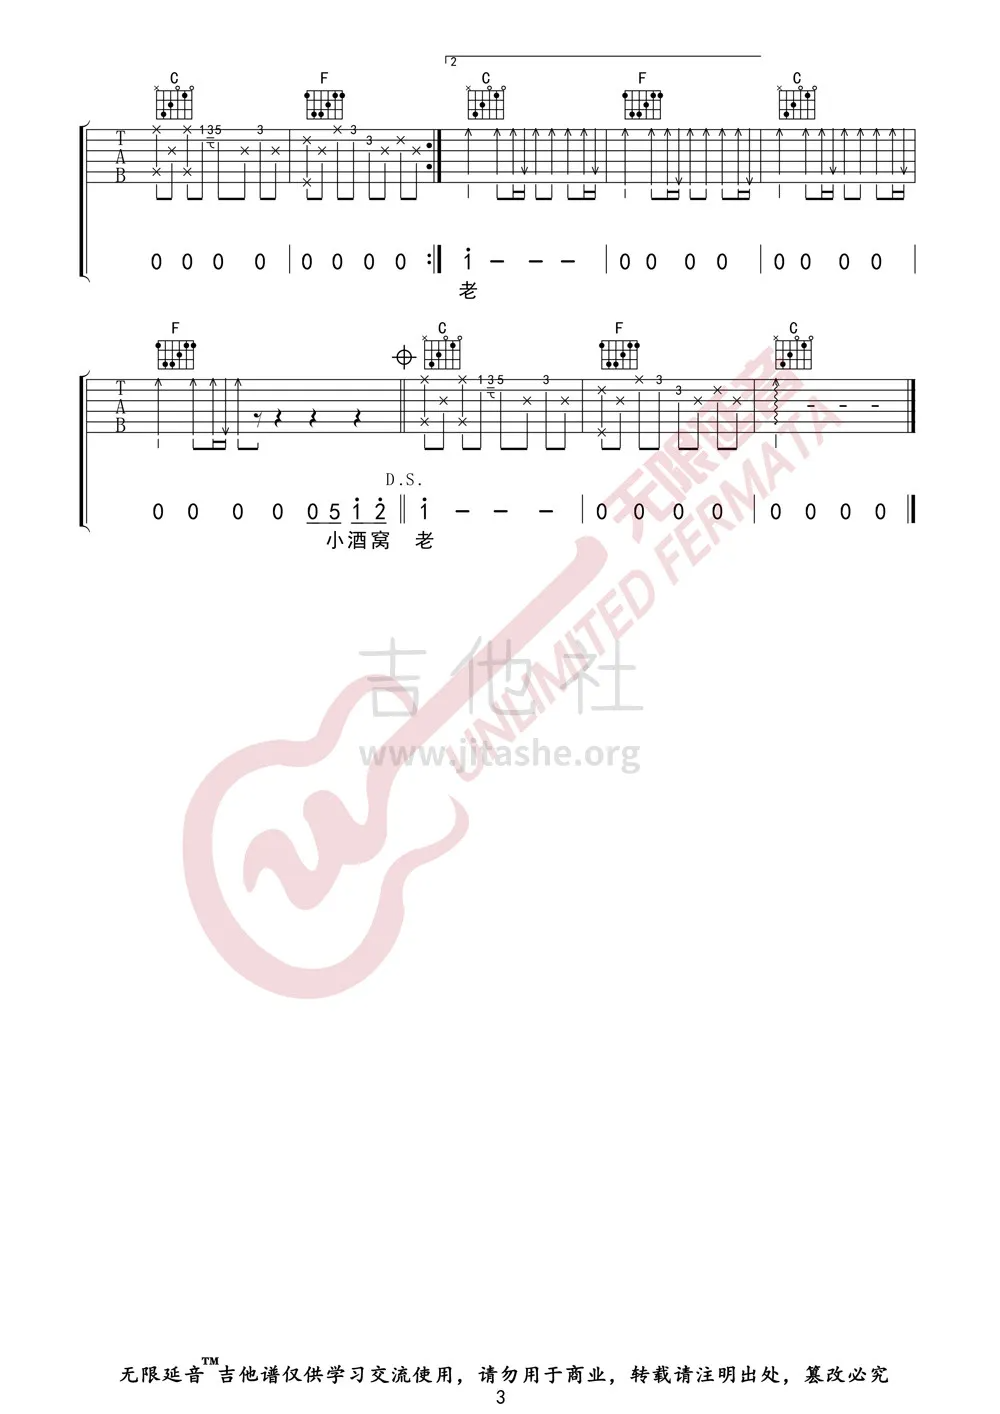 2
C F C F C
T
A
B
1 3 5 3 3 3
0 0 0 0 0 0 0 0 1 - - - 0 0 0 0 0 0 0 0
老
F C F C
T
A
B
1 3 5 3 3 3 - - -
D.S.
0 0 0 0 0 5 1 2 1 - - - 0 0 0 0 0 0 0 0
小酒窝 老
无限延音
UNLIMITED FERMATA
吉他社
www.jitashe.org
无限延音™吉他谱仅供学习交流使用，请勿用于商业，转载请注明出处，篡改必究
3